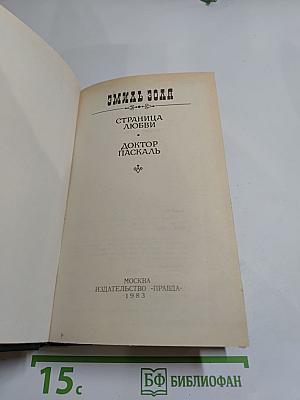 ЭМИЛЬ ЗОЛЯ
СТРАНИЦА
ЛЮБВИ
•
ДОКТОР
ПАСКАЛЬ
МОСКВА
ИЗДАТЕЛЬСТВО «ПРАВДА»
1983
15с
БФ БИБЛИОФАН